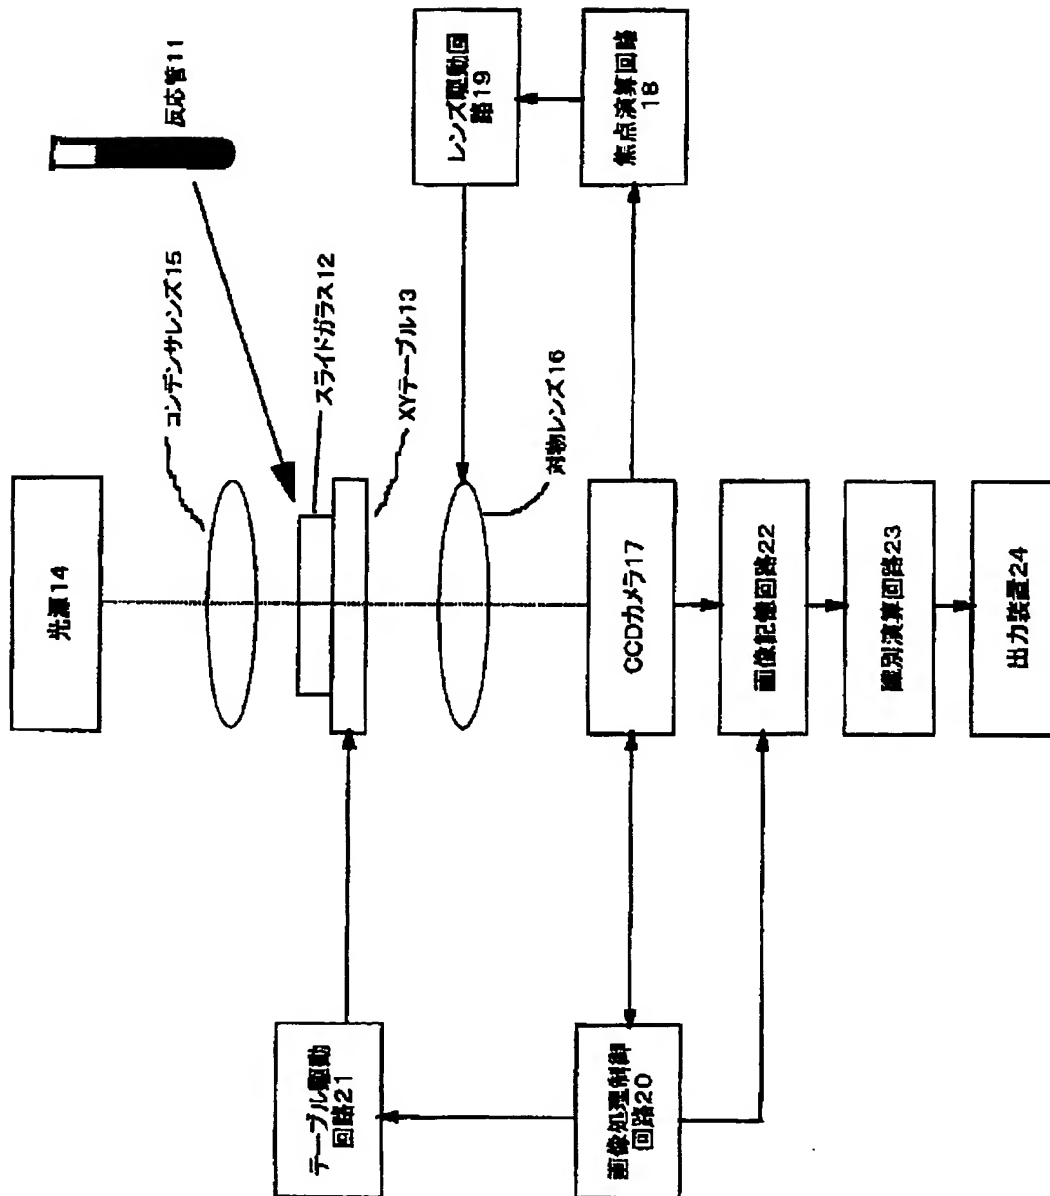 反応管11
コンデンサレンズ15
スライドガラス12
XYテーブル13
光源14
レンズ駆動回
路19
焦点演算回路
18
対物レンズ16
CCDカメラ17
画像記憶回路22
識別演算回路23
出力装置24
テーブル駆動
回路21
画像処理制御
回路20